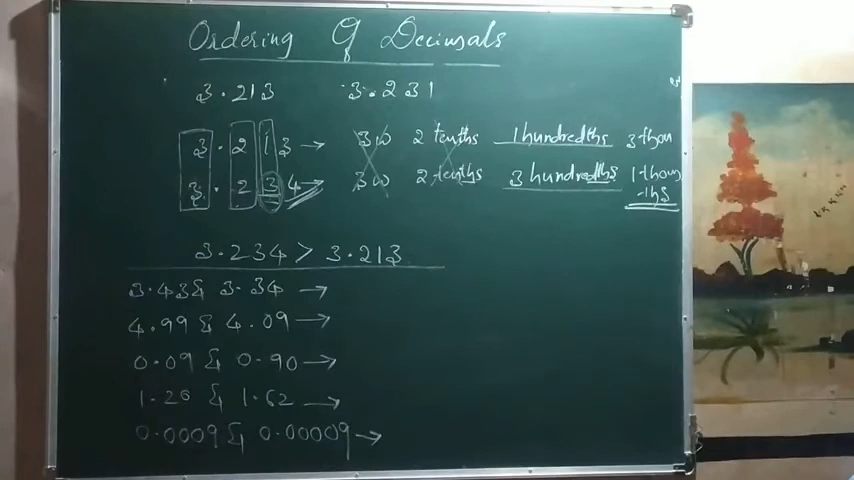 Ordering Of Decimals
3.213 3.231
3.213 → 3w 2 tenths 1 hundredths 3 thou
3.234 → 3w 2 tenths 3 hundredths 1 thou
-ths
3.234 > 3.213
3.43 & 3.34 →
4.99 & 4.09 →
0.09 & 0.90 →
1.26 & 1.62 →
0.0009 & 0.00009 →